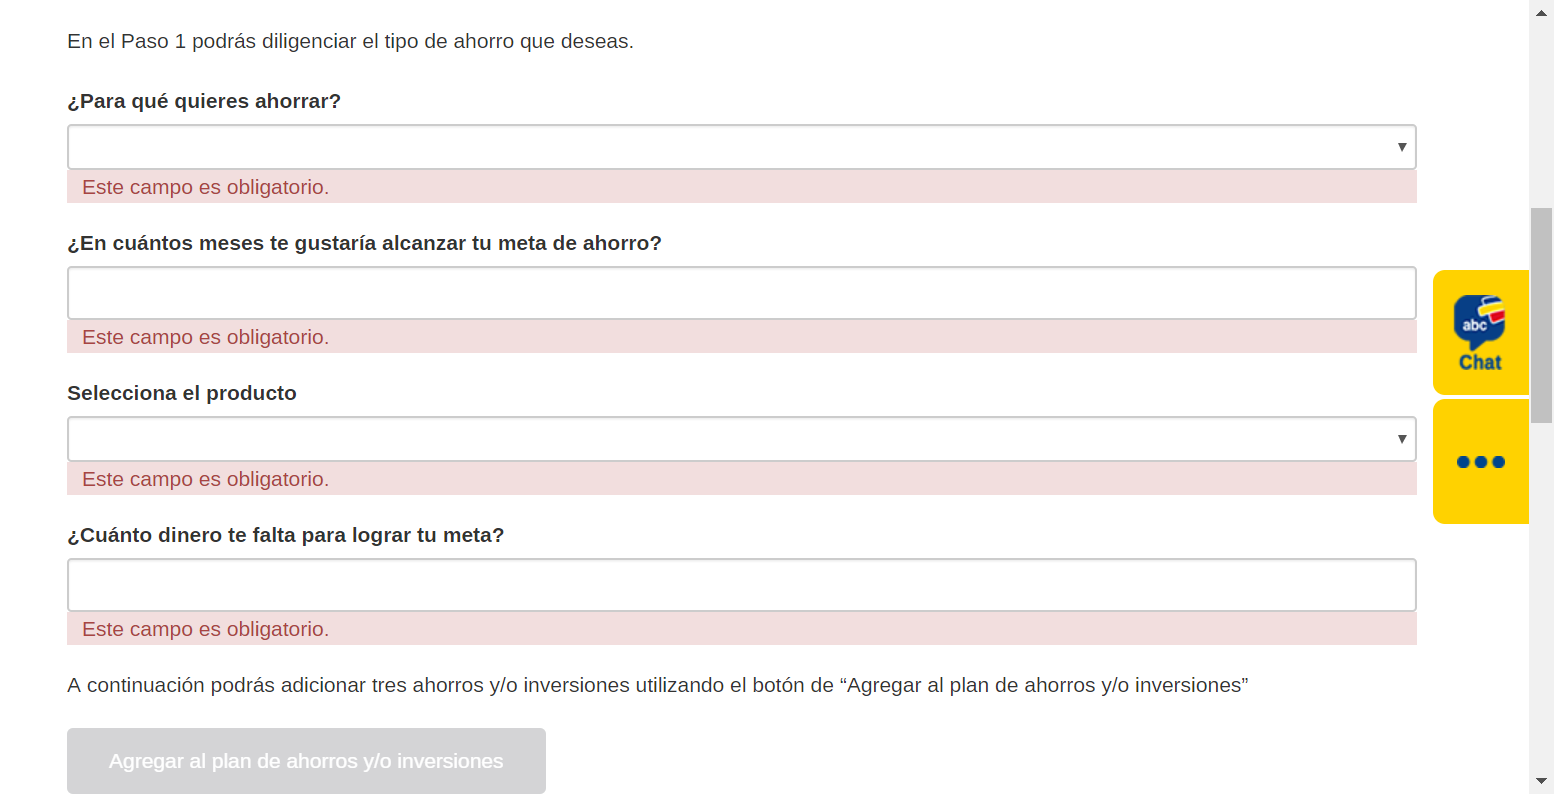 En el Paso 1 podrás diligenciar el tipo de ahorro que deseas.
¿Para qué quieres ahorrar?
Este campo es obligatorio.
¿En cuántos meses te gustaría alcanzar tu meta de ahorro?
Este campo es obligatorio.
Selecciona el producto
Este campo es obligatorio.
¿Cuánto dinero te falta para lograr tu meta?
Este campo es obligatorio.
A continuación podrás adicionar tres ahorros y/o inversiones utilizando el botón de “Agregar al plan de ahorros y/o inversiones”
Agregar al plan de ahorros y/o inversiones
abc
Chat